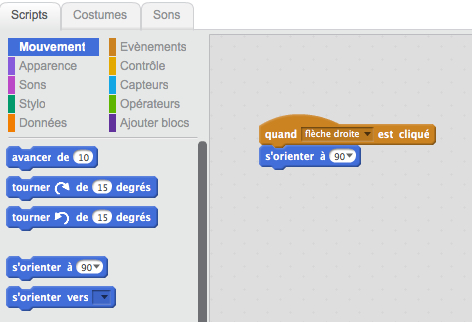 Scripts Costumes Sons
Mouvement Evènements
Apparence Contrôle
Sons Capteurs
Stylo Opérateurs
Données Ajouter blocs
avancer de 10
tourner de 15 degrés
tourner de 15 degrés
s'orienter à 90
s'orienter vers
quand flèche droite est cliqué
s'orienter à 90